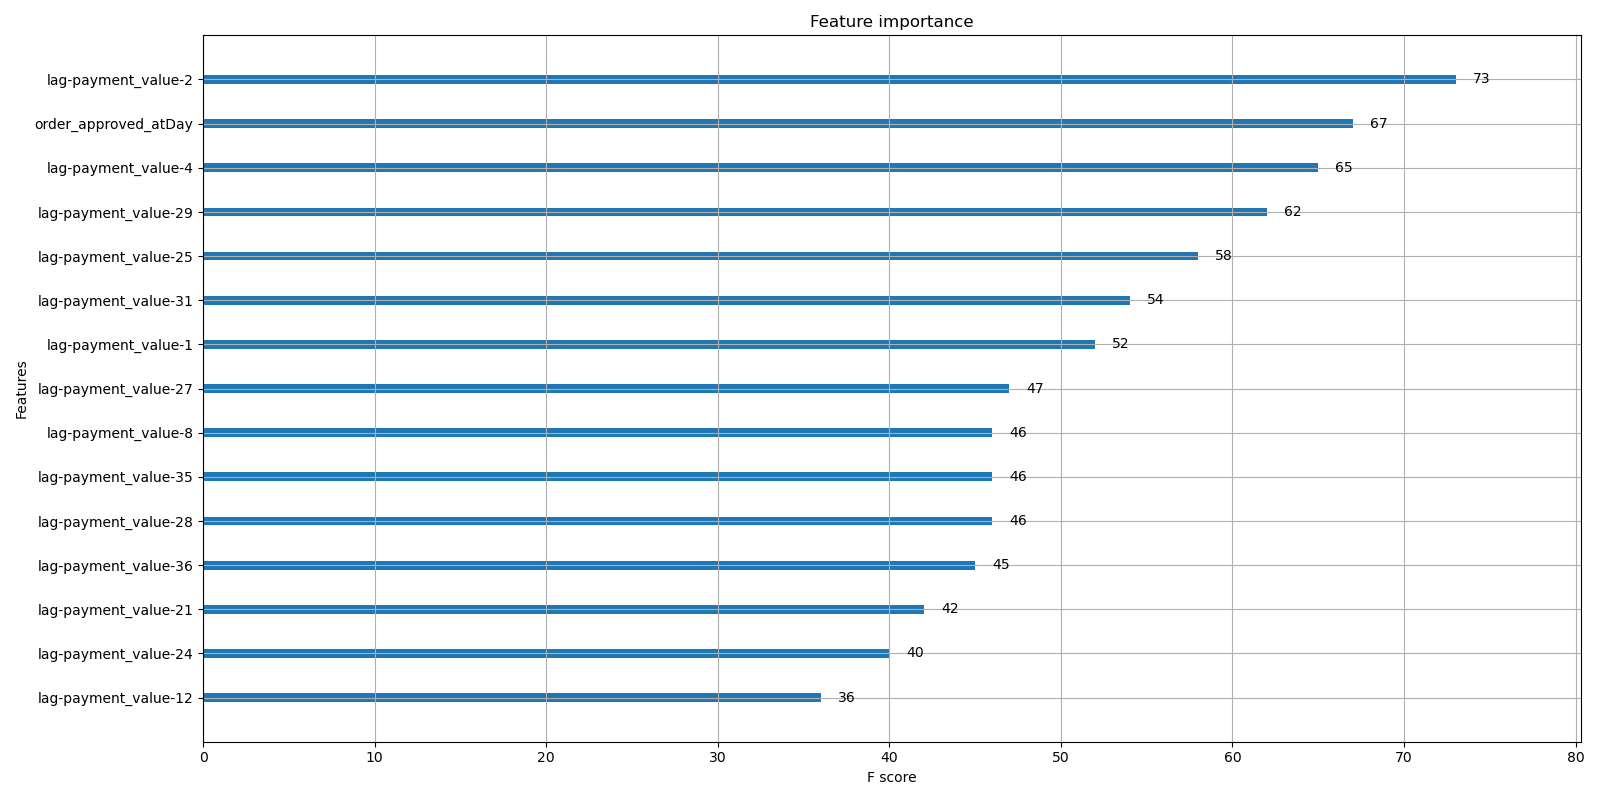 Feature importance
lag-payment_value-2 73
order_approved_atDay 67
lag-payment_value-4 65
lag-payment_value-29 62
lag-payment_value-25 58
lag-payment_value-31 54
lag-payment_value-1 52
lag-payment_value-27 47
lag-payment_value-8 46
lag-payment_value-35 46
lag-payment_value-28 46
lag-payment_value-36 45
lag-payment_value-21 42
lag-payment_value-24 40
lag-payment_value-12 36
Features
0 10 20 30 40 50 60 70 80
F score